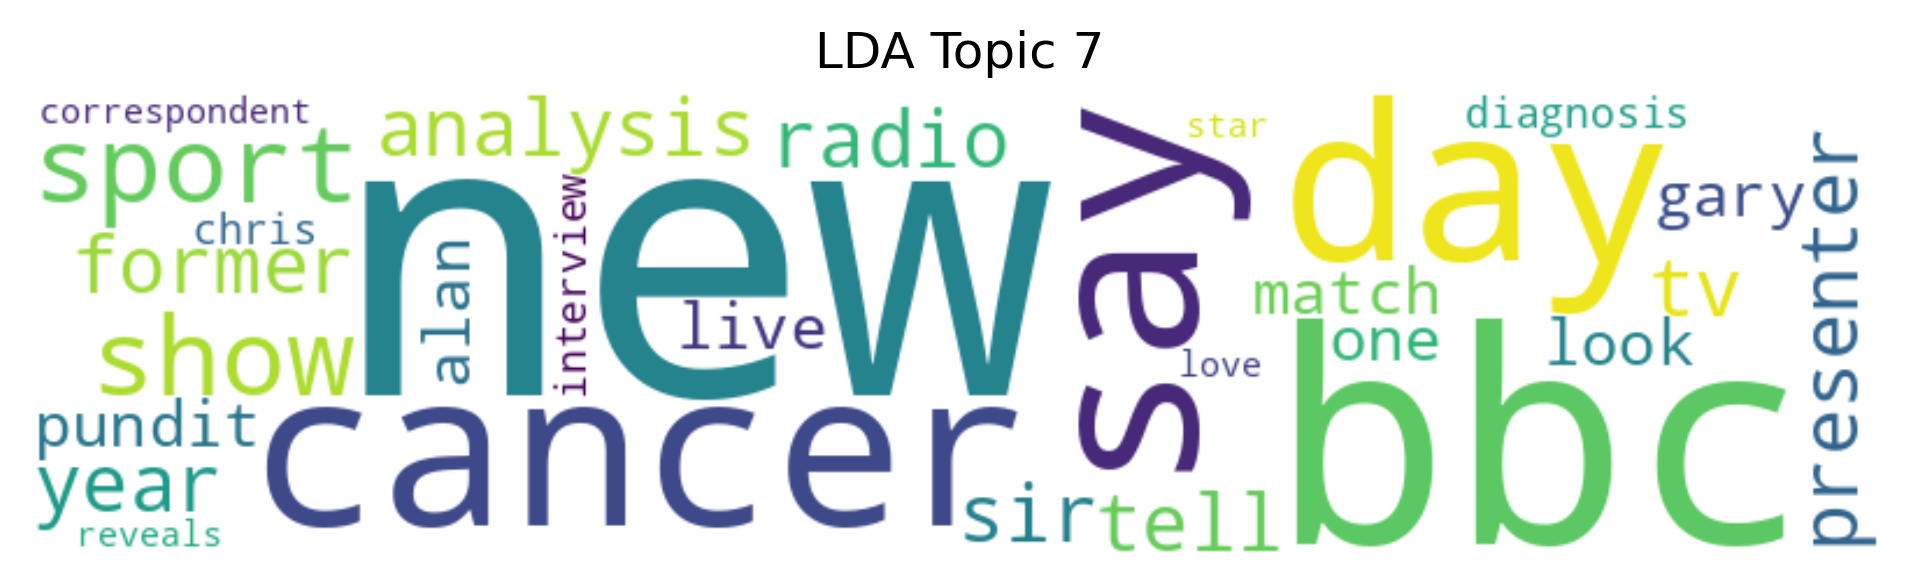 LDA Topic 7
correspondent
analysis
radio
say
star
day
diagnosis
sport
new
interview
gary
presenter
chris
former
alan
live
match
tv
show
love
one
look
pundit
cancer
bbc
year
sir
tell
reveals